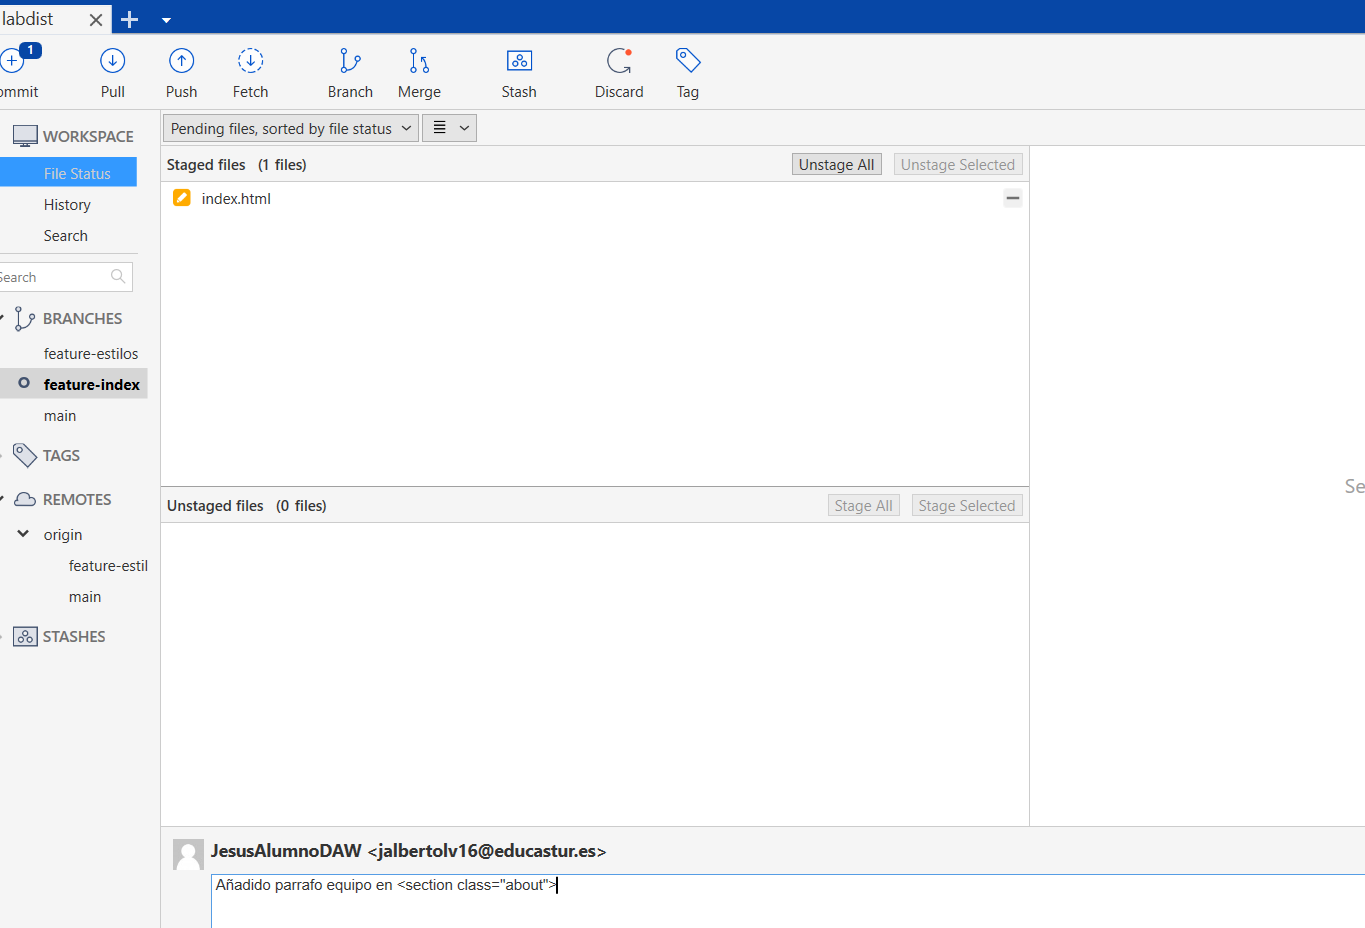 labdist
1
ommit
Pull
Push
Fetch
Branch
Merge
Stash
Discard
Tag
WORKSPACE
File Status
History
Search
Search
BRANCHES
feature-estilos
feature-index
main
TAGS
REMOTES
origin
feature-estil
main
STASHES
Pending files, sorted by file status
Staged files (1 files)
Unstage All
Unstage Selected
index.html
Unstaged files (0 files)
Stage All
Stage Selected
Se
JesusAlumnoDAW <jalbertolv16@educastur.es>
Añadido parrafo equipo en <section class="about">